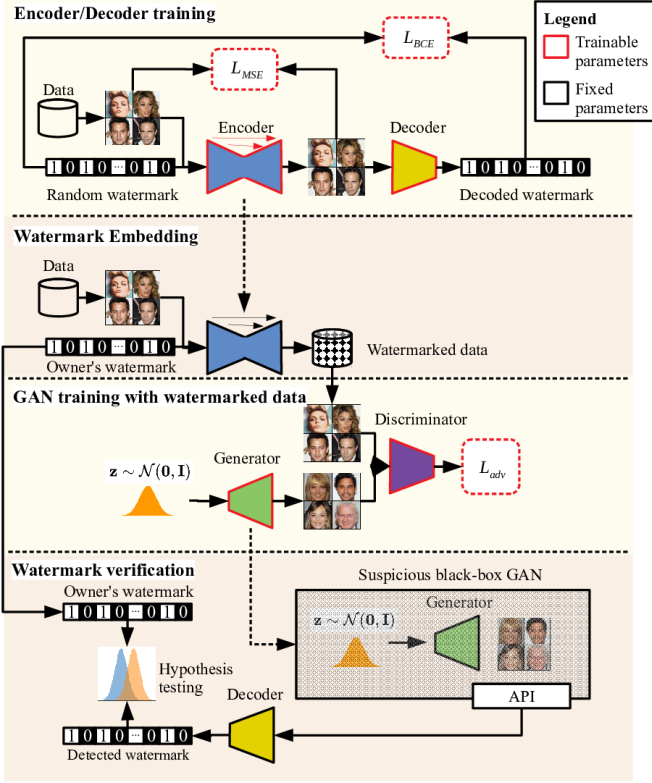 Encoder/Decoder training
Legend
Trainable
parameters
Fixed
parameters
L_BCE
L_MSE
Data
Encoder
Decoder
1 0 1 0 ... 0 1 0
1 0 1 0 ... 0 1 0
Random watermark
Decoded watermark
Watermark Embedding
Data
1 0 1 0 ... 0 1 0
Owner's watermark
Watermarked data
GAN training with watermarked data
Discriminator
Generator
z ∼ N(0, I)
L_adv
Watermark verification
Owner's watermark
1 0 1 0 ... 0 1 0
Suspicious black-box GAN
Generator
z ∼ N(0, I)
Hypothesis
testing
Decoder
API
1 0 1 0 ... 0 1 0
Detected watermark